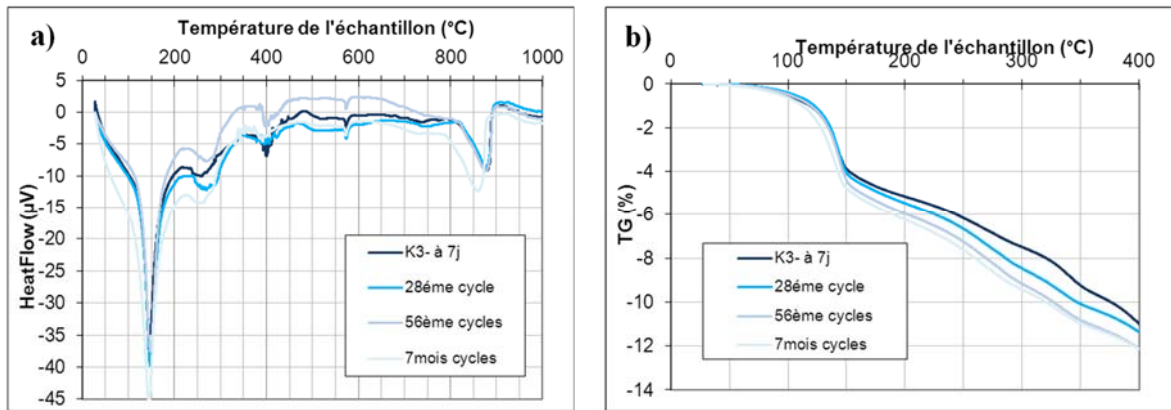 a)
Température de l'échantillon (°C)
0 200 400 600 800 1000
5
0
-5
-10
-15
-20
-25
-30
-35
-40
-45
HeatFlow (µV)
K3- à 7j
28éme cycle
56ème cycles
7mois cycles
b)
Température de l'échantillon (°C)
0 100 200 300 400
0
-2
-4
-6
-8
-10
-12
-14
TG (%)
K3- à 7j
28éme cycle
56ème cycles
7mois cycles